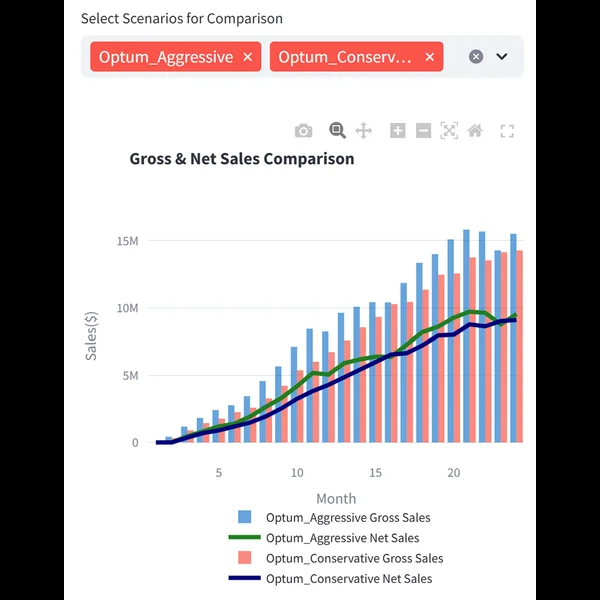 Select Scenarios for Comparison
Optum_Aggressive ×
Optum_Conserv... ×
Gross & Net Sales Comparison
15M
10M
5M
0
Sales($)
5 10 15 20
Month
Optum_Aggressive Gross Sales
Optum_Aggressive Net Sales
Optum_Conservative Gross Sales
Optum_Conservative Net Sales